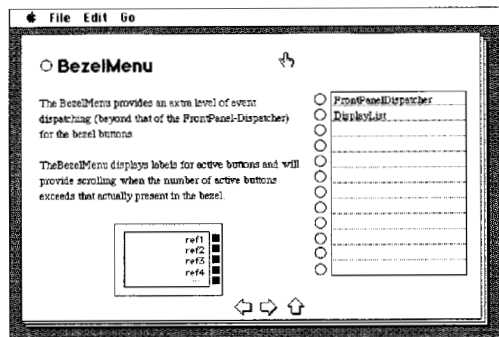 File Edit Go
BezelMenu
The BezelMenu provides an extra level of event
dispatching (beyond that of the FrontPanel-Dispatcher)
for the bezel buttons.
TheBezelMenu displays labels for active buttons and will
provide scrolling when the number of active buttons
exceeds that actually present in the bezel.
ref1
ref2
ref3
ref4
...
FrontPanelDispatcher
DisplayList